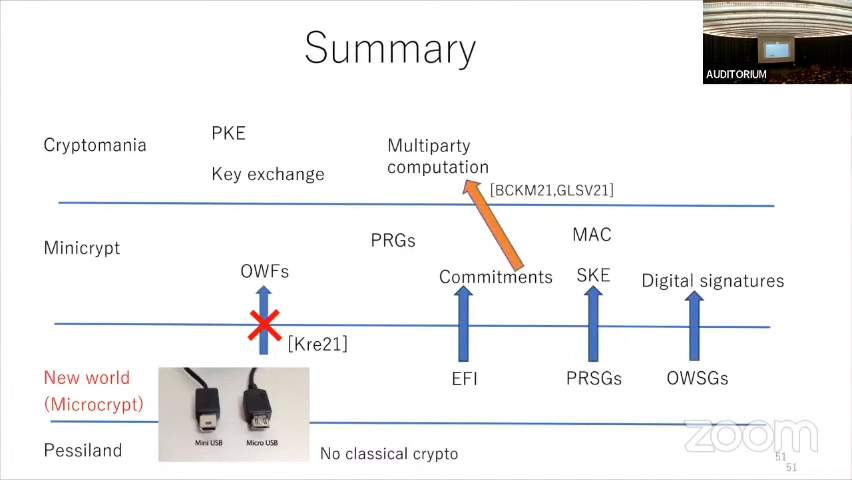 Summary
AUDITORIUM
Cryptomania
PKE
Key exchange
Multiparty
computation
[BCKM21,GLSV21]
Minicrypt
PRGs
MAC
OWFs
Commitments
SKE
Digital signatures
[Kre21]
New world
(Microcrypt)
EFI
PRSGs
OWSGs
Mini USB
Micro USB
Pessiland
No classical crypto
zoom
51
51